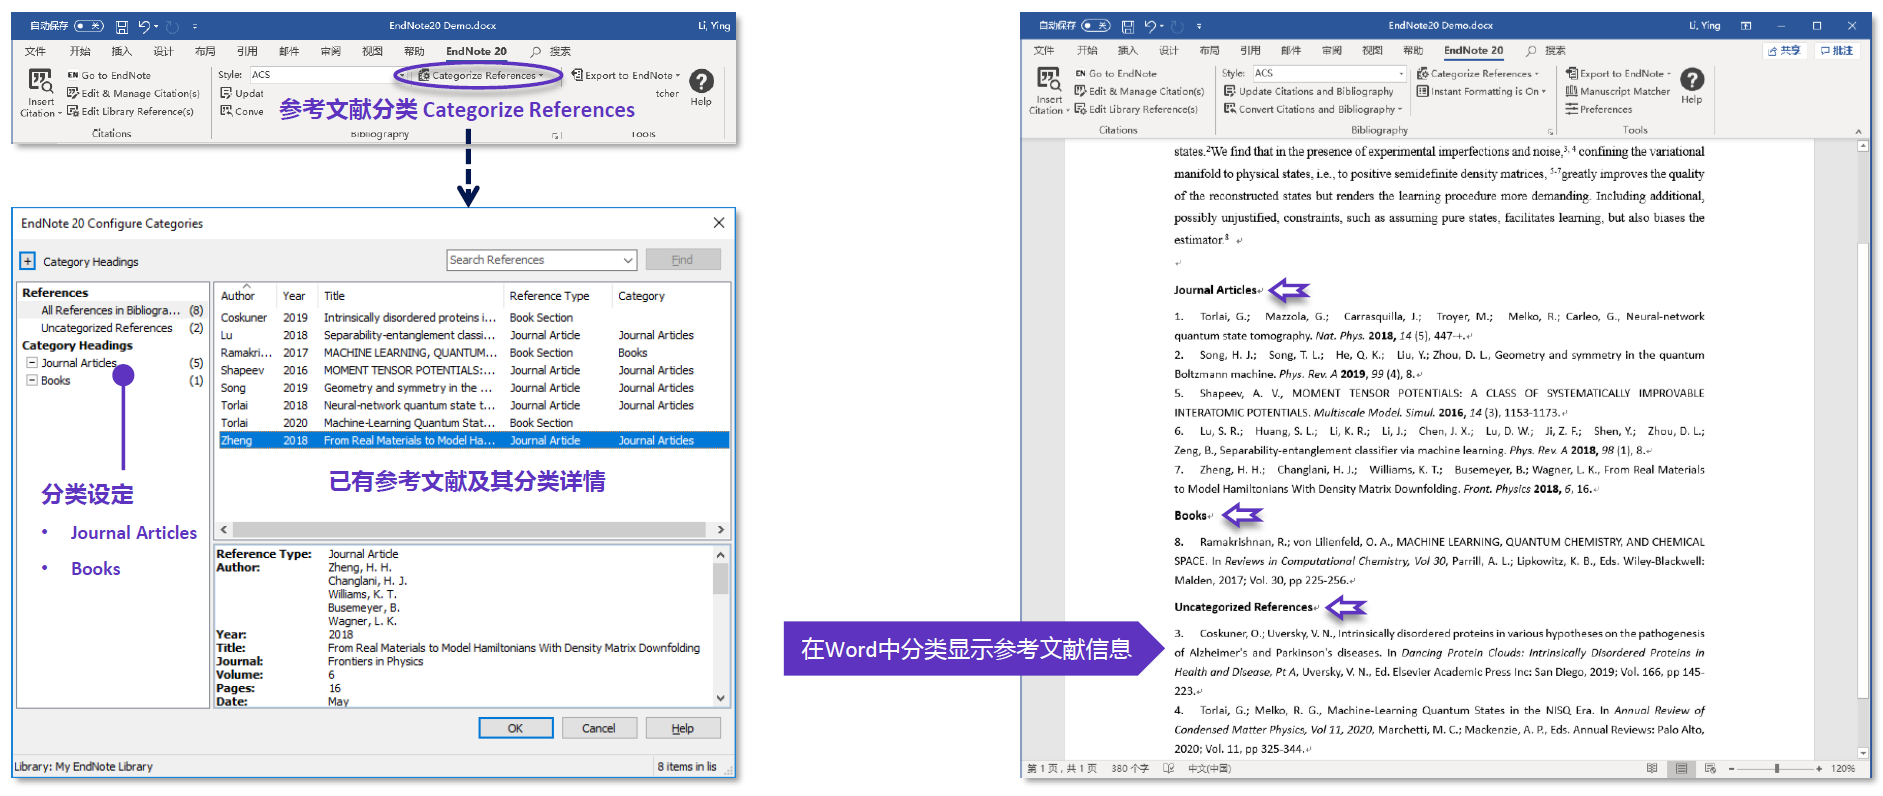 自动保存 关 EndNote20 Demo.docx Li, Ying
文件 开始 插入 设计 布局 引用 邮件 审阅 视图 帮助 EndNote 20 搜索
Insert Citation
EN Go to EndNote
Edit & Manage Citation(s)
Edit Library Reference(s)
Citations
Style: ACS
Categorize References
Updat
Conve
参考文献分类 Categorize References
Bibliography
Export to EndNote
tcher
Tools
Help
EndNote 20 Configure Categories
Category Headings
Search References Find
References
All References in Bibliogra... (8)
Uncategorized References (2)
Category Headings
Journal Articles (5)
Books (1)
分类设定
• Journal Articles
• Books
Author Year Title Reference Type Category
Coskuner 2019 Intrinsically disordered proteins i... Book Section
Lu 2018 Separability-entanglement classi... Journal Article Journal Articles
Ramakri... 2017 MACHINE LEARNING, QUANTUM... Book Section Books
Shapeev 2016 MOMENT TENSOR POTENTIALS:... Journal Article Journal Articles
Song 2019 Geometry and symmetry in the ... Journal Article Journal Articles
Torlai 2018 Neural-network quantum state t... Journal Article Journal Articles
Torlai 2020 Machine-Learning Quantum Stat... Book Section
Zheng 2018 From Real Materials to Model Ha... Journal Article Journal Articles
已有参考文献及其分类详情
Reference Type: Journal Article
Author: Zheng, H. H.
Changlani, H. J.
Williams, K. T.
Busemeyer, B.
Wagner, L. K.
Year: 2018
Title: From Real Materials to Model Hamiltonians With Density Matrix Downfolding
Journal: Frontiers in Physics
Volume: 6
Pages: 16
Date: May
OK Cancel Help
Library: My EndNote Library 8 items in lis
自动保存 关 EndNote20 Demo.docx Li, Ying
文件 开始 插入 设计 布局 引用 邮件 审阅 视图 帮助 EndNote 20 搜索 共享 批注
Insert Citation
EN Go to EndNote
Edit & Manage Citation(s)
Edit Library Reference(s)
Citations
Style: ACS
Update Citations and Bibliography
Convert Citations and Bibliography
Categorize References
Instant Formatting is On
Bibliography
Export to EndNote
Manuscript Matcher
Preferences
Tools
Help
states.2We find that in the presence of experimental imperfections and noise,3, 4 confining the variational
manifold to physical states, i.e., to positive semidefinite density matrices, 5-7greatly improves the quality
of the reconstructed states but renders the learning procedure more demanding. Including additional,
possibly unjustified, constraints, such as assuming pure states, facilitates learning, but also biases the
estimator.8
Journal Articles
1. Torlai, G.; Mazzola, G.; Carrasquilla, J.; Troyer, M.; Melko, R.; Carleo, G., Neural-network
quantum state tomography. Nat. Phys. 2018, 14 (5), 447-+.
2. Song, H. J.; Song, T. L.; He, Q. K.; Liu, Y.; Zhou, D. L., Geometry and symmetry in the quantum
Boltzmann machine. Phys. Rev. A 2019, 99 (4), 8.
5. Shapeev, A. V., MOMENT TENSOR POTENTIALS: A CLASS OF SYSTEMATICALLY IMPROVABLE
INTERATOMIC POTENTIALS. Multiscale Model. Simul. 2016, 14 (3), 1153-1173.
6. Lu, S. R.; Huang, S. L.; Li, K. R.; Li, J.; Chen, J. X.; Lu, D. W.; Ji, Z. F.; Shen, Y.; Zhou, D. L.;
Zeng, B., Separability-entanglement classifier via machine learning. Phys. Rev. A 2018, 98 (1), 8.
7. Zheng, H. H.; Changlani, H. J.; Williams, K. T.; Busemeyer, B.; Wagner, L. K., From Real Materials
to Model Hamiltonians With Density Matrix Downfolding. Front. Physics 2018, 6, 16.
Books
8. Ramakrishnan, R.; von Lilienfeld, O. A., MACHINE LEARNING, QUANTUM CHEMISTRY, AND CHEMICAL
SPACE. In Reviews in Computational Chemistry, Vol 30, Parrill, A. L.; Lipkowitz, K. B., Eds. Wiley-Blackwell:
Malden, 2017; Vol. 30, pp 225-256.
Uncategorized References
3. Coskuner, O.; Uversky, V. N., Intrinsically disordered proteins in various hypotheses on the pathogenesis
of Alzheimer's and Parkinson's diseases. In Dancing Protein Clouds: Intrinsically Disordered Proteins in
Health and Disease, Pt A, Uversky, V. N., Ed. Elsevier Academic Press Inc: San Diego, 2019; Vol. 166, pp 145-
223.
4. Torlai, G.; Melko, R. G., Machine-Learning Quantum States in the NISQ Era. In Annual Review of
Condensed Matter Physics, Vol 11, 2020, Marchetti, M. C.; Mackenzie, A. P., Eds. Annual Reviews: Palo Alto,
2020; Vol. 11, pp 325-344.
在Word中分类显示参考文献信息
第 1 页, 共 1 页 380 个字 中文(中国) 120%